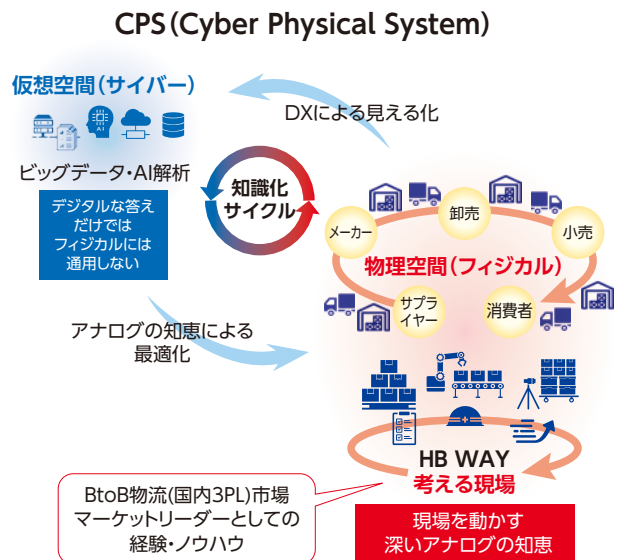 CPS(Cyber Physical System)
仮想空間(サイバー)
AI
ビッグデータ・AI解析
デジタルな答え
だけでは
フィジカルには
通用しない
DXによる見える化
知識化
サイクル
アナログの知恵による
最適化
メーカー
卸売
小売
物理空間(フィジカル)
サプラ
イヤー
消費者
HB WAY
考える現場
BtoB物流(国内3PL)市場
マーケットリーダーとしての
経験・ノウハウ
現場を動かす
深いアナログの知恵